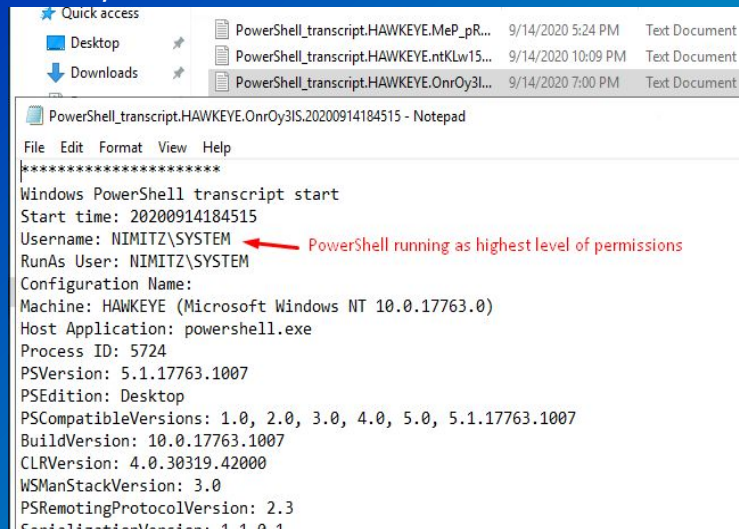 Quick access
Desktop
PowerShell_transcript.HAWKEYE.MeP_pR... 9/14/2020 5:24 PM Text Document
PowerShell_transcript.HAWKEYE.ntKLw15... 9/14/2020 10:09 PM Text Document
Downloads
PowerShell_transcript.HAWKEYE.OnrOy3I... 9/14/2020 7:00 PM Text Document
PowerShell_transcript.HAWKEYE.OnrOy3IS.20200914184515 - Notepad
File Edit Format View Help
**********************
Windows PowerShell transcript start
Start time: 20200914184515
Username: NIMITZ\SYSTEM PowerShell running as highest level of permissions
RunAs User: NIMITZ\SYSTEM
Configuration Name:
Machine: HAWKEYE (Microsoft Windows NT 10.0.17763.0)
Host Application: powershell.exe
Process ID: 5724
PSVersion: 5.1.17763.1007
PSEdition: Desktop
PSCompatibleVersions: 1.0, 2.0, 3.0, 4.0, 5.0, 5.1.17763.1007
BuildVersion: 10.0.17763.1007
CLRVersion: 4.0.30319.42000
WSManStackVersion: 3.0
PSRemotingProtocolVersion: 2.3
SerializationVersion: 1.1.0.1